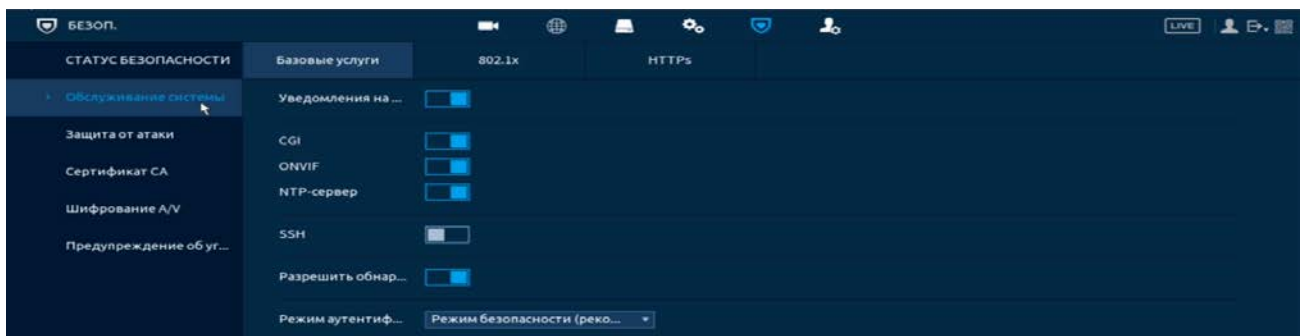 БЕЗОП.
LIVE
СТАТУС БЕЗОПАСНОСТИ
Базовые услуги
802.1x
HTTPs
Обслуживание системы
Уведомления на ...
Защита от атаки
CGI
Сертификат CA
ONVIF
NTP-сервер
Шифрование A/V
SSH
Предупреждение об уг...
Разрешить обнар...
Режим аутентиф...
Режим безопасности (реко...